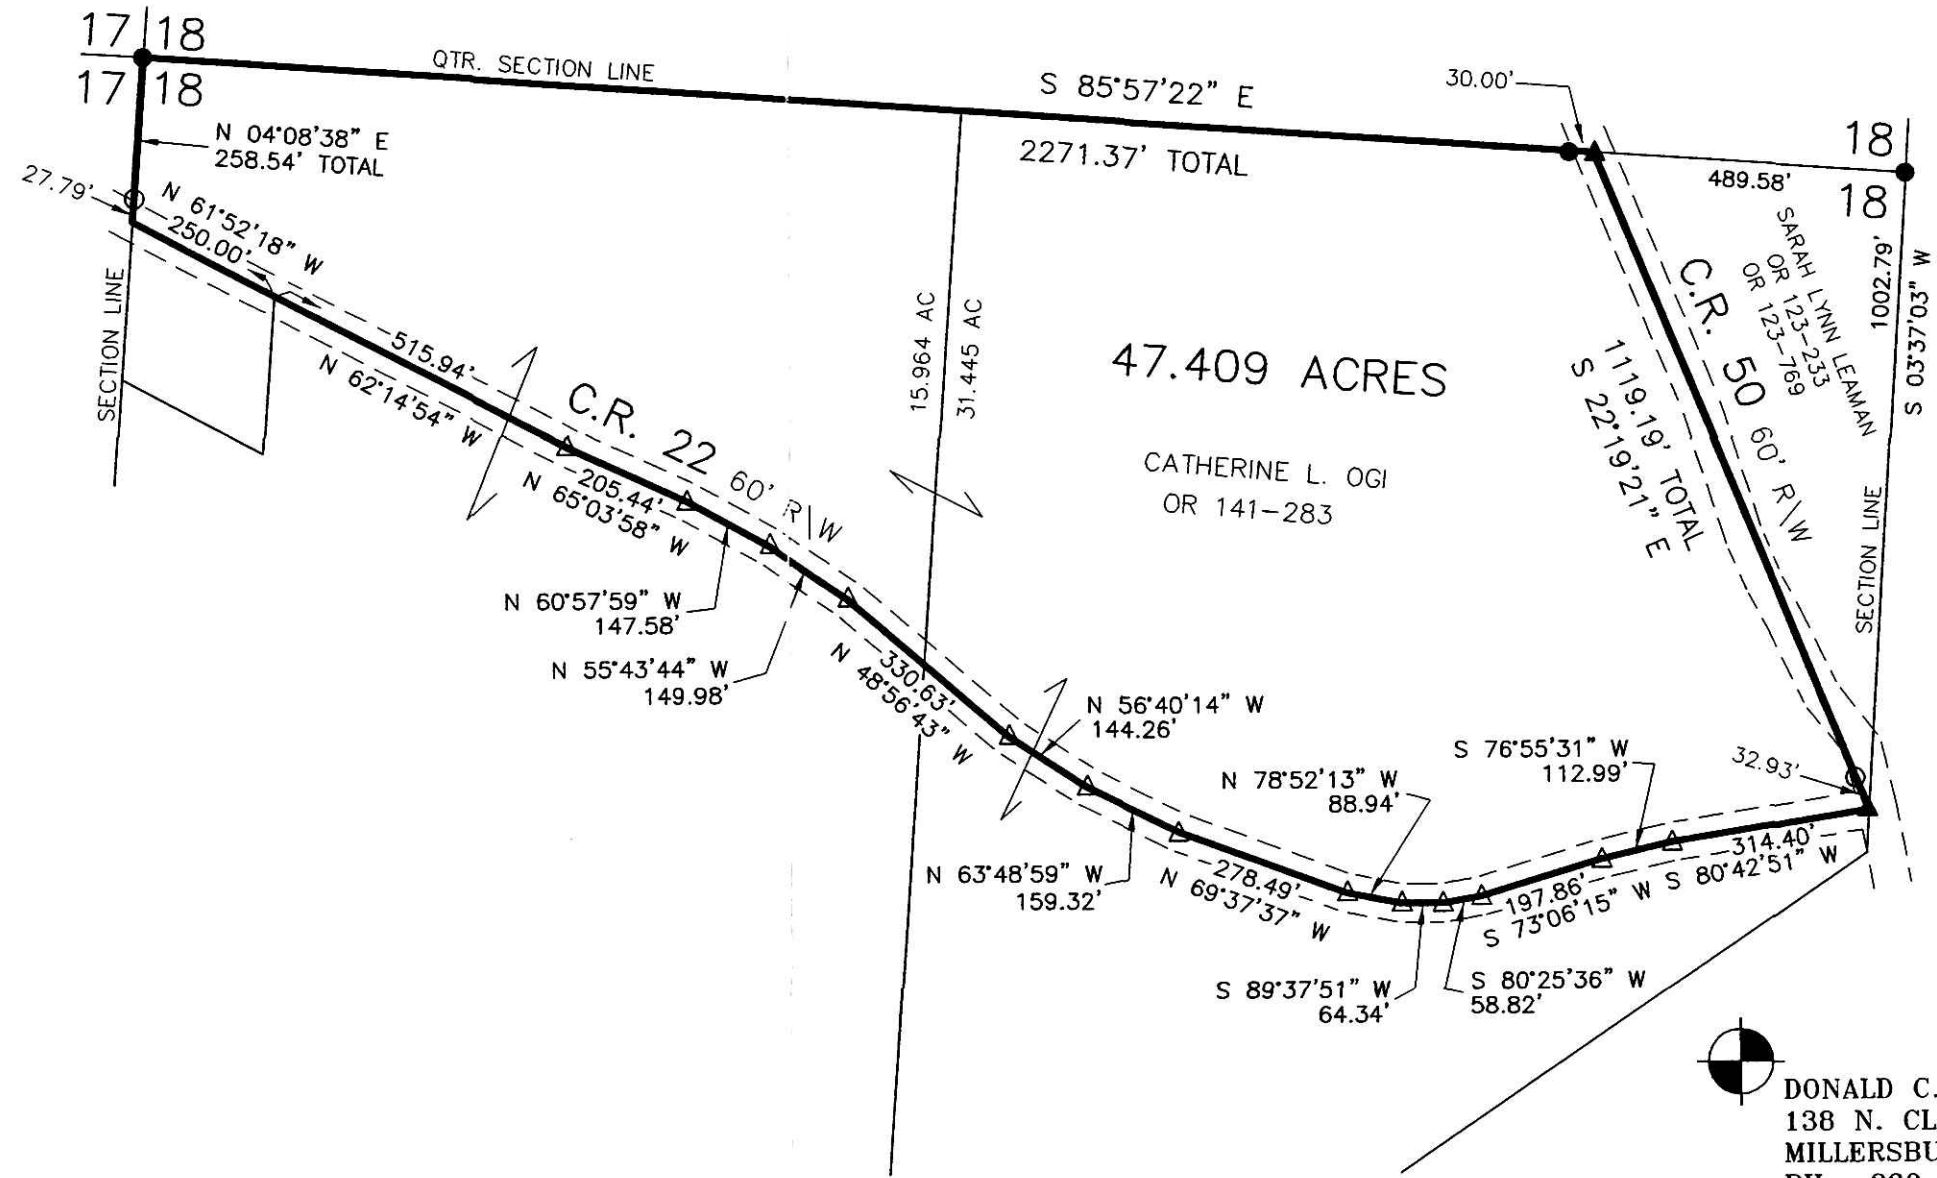 17 18
17 18
QTR. SECTION LINE
S 85°57'22" E
2271.37' TOTAL
30.00'
18
18
489.58'
N 04°08'38" E
258.54' TOTAL
27.79'
N 61°52'18" W
250.00'
SECTION LINE
515.94'
N 62°14'54" W
C.R. 22 60' R\W
205.44'
N 65°03'58" W
N 60°57'59" W
147.58'
N 55°43'44" W
149.98'
330.63'
N 48°56'43" W
15.964 AC
31.445 AC
47.409 ACRES
CATHERINE L. OGI
OR 141-283
C.R. 50 60' R\W
1119.19' TOTAL
S 22°19'21" E
SARAH LYNN LEAMAN
OR 123-233
OR 123-769
1002.79'
S 03°37'03" W
SECTION LINE
N 56°40'14" W
144.26'
N 63°48'59" W
159.32'
278.49'
N 69°37'37" W
N 78°52'13" W
88.94'
S 76°55'31" W
112.99'
32.93'
314.40'
S 80°42'51" W
197.86'
S 73°06'15" W
S 89°37'51" W
64.34'
S 80°25'36" W
58.82'
DONALD C.
138 N. CL
MILLERSBU